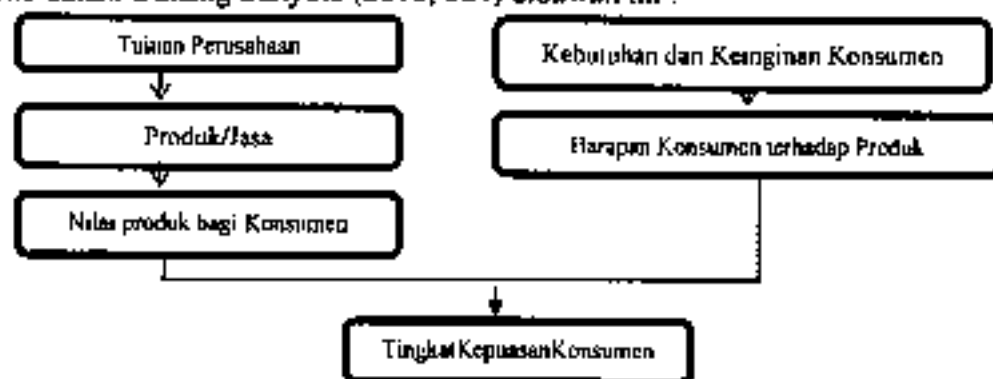 Tujuan Perusahaan
Kebutuhan dan Keinginan Konsumen
Produk/Jasa
Harapan Konsumen terhadap Produk
Nilai produk bagi Konsumen
Tingkat Kepuasan Konsumen